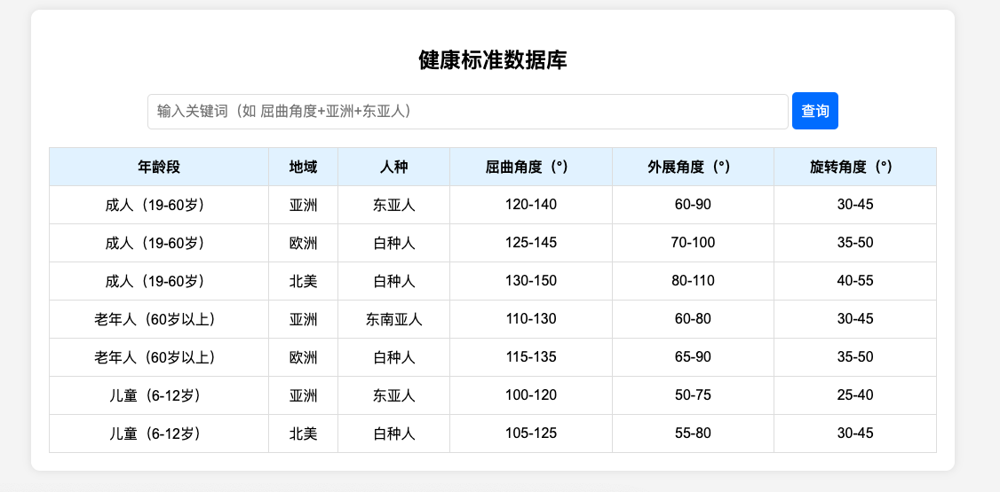 健康标准数据库
输入关键词（如 屈曲角度+亚洲+东亚人） 查询
年龄段 地域 人种 屈曲角度（°） 外展角度（°） 旋转角度（°）
成人（19-60岁） 亚洲 东亚人 120-140 60-90 30-45
成人（19-60岁） 欧洲 白种人 125-145 70-100 35-50
成人（19-60岁） 北美 白种人 130-150 80-110 40-55
老年人（60岁以上） 亚洲 东南亚人 110-130 60-80 30-45
老年人（60岁以上） 欧洲 白种人 115-135 65-90 35-50
儿童（6-12岁） 亚洲 东亚人 100-120 50-75 25-40
儿童（6-12岁） 北美 白种人 105-125 55-80 30-45